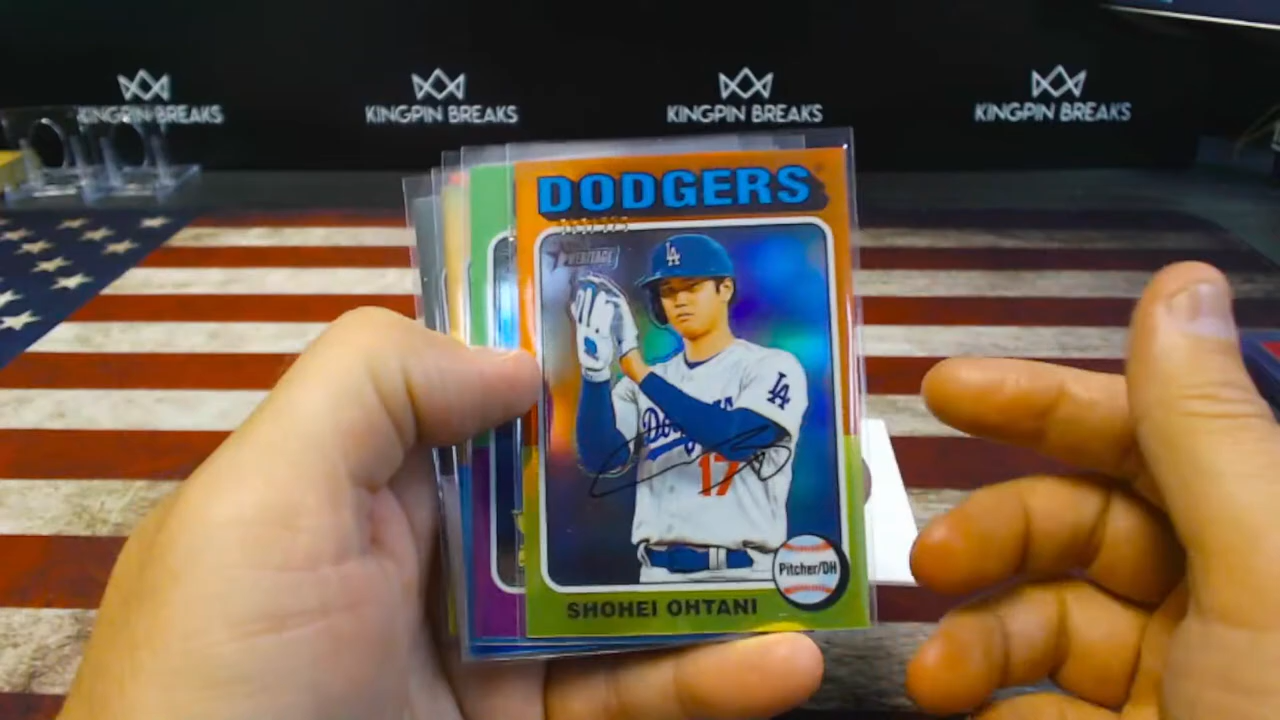 KINGPIN BREAKS
KINGPIN BREAKS
KINGPIN BREAKS
KINGPIN BREAKS
DODGERS
HERITAGE
LA
LA
Dodgers
17
Pitcher/DH
SHOHEI OHTANI